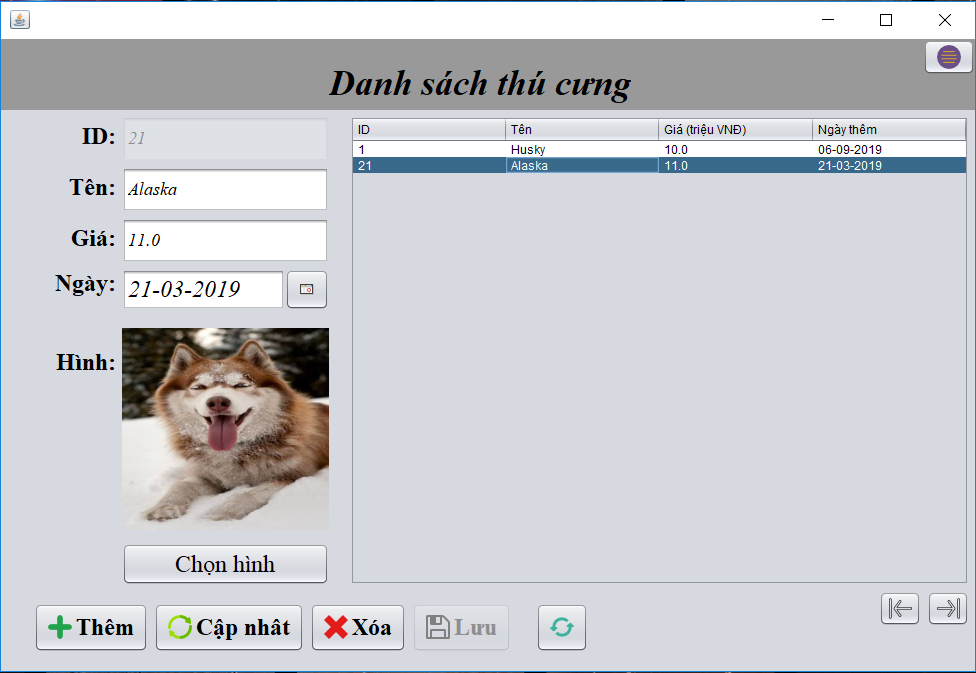 Danh sách thú cưng
ID: 21
Tên: Alaska
Giá: 11.0
Ngày: 21-03-2019
Hình:
Chọn hình
ID Tên Giá (triệu VNĐ) Ngày thêm
1 Husky 10.0 06-09-2019
21 Alaska 11.0 21-03-2019
Thêm Cập nhât Xóa Lưu